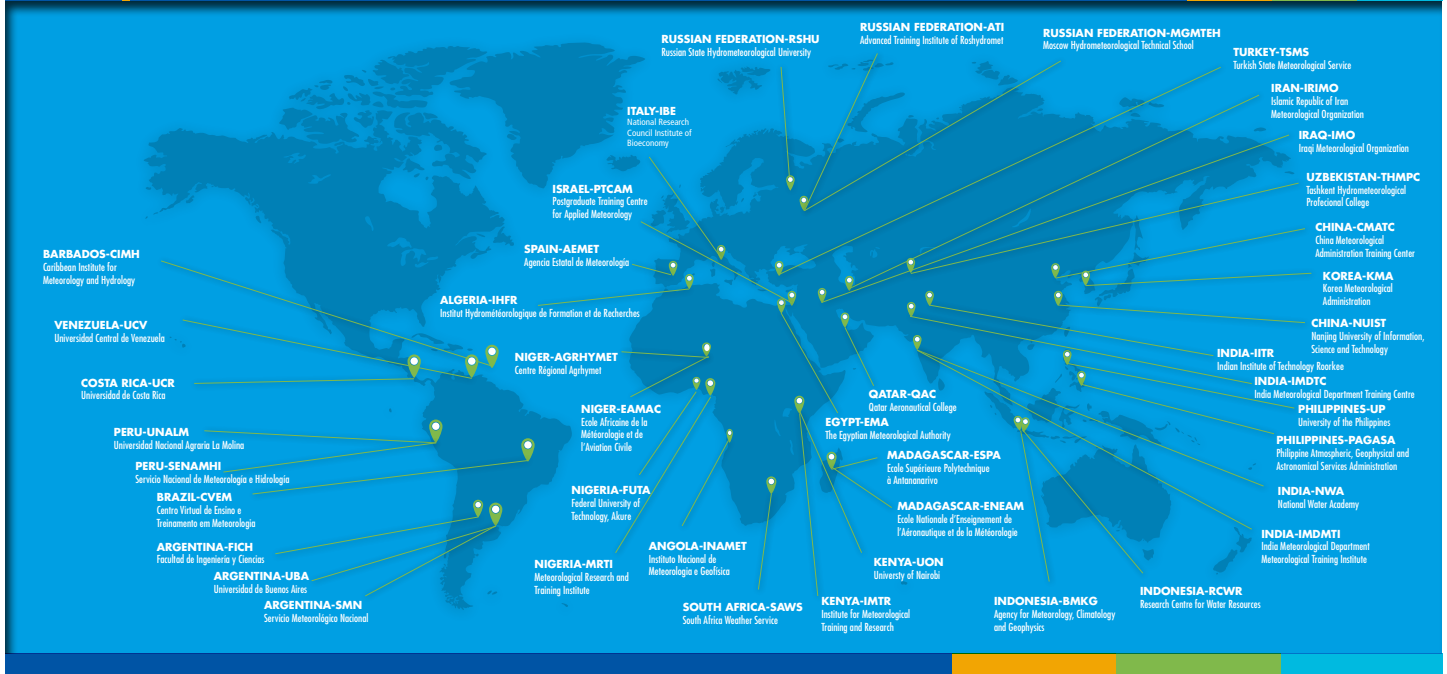 RUSSIAN FEDERATION-RSHU
Russian State Hydrometeorological University
RUSSIAN FEDERATION-ATI
Advanced Training Institute of Roshydromet
RUSSIAN FEDERATION-MGMTEH
Moscow Hydrometeorological Technical School
TURKEY-TSMS
Turkish State Meteorological Service
IRAN-IRIMO
Islamic Republic of Iran
Meteorological Organization
IRAQ-IMO
Iraqi Meteorological Organization
UZBEKISTAN-THMPC
Tashkent Hydrometeorological
Profecional College
CHINA-CMATC
China Meteorological
Administration Training Center
KOREA-KMA
Korea Meteorological
Administration
CHINA-NUIST
Nanjing University of Information,
Science and Technology
INDIA-IITR
Indian Institute of Technology Roorkee
INDIA-IMDTC
India Meteorological Department Training Centre
PHILIPPINES-UP
University of the Philippines
PHILIPPINES-PAGASA
Philippine Atmospheric, Geophysical and
Astronomical Services Administration
INDIA-NWA
National Water Academy
INDIA-IMDMTI
India Meteorological Department
Meteorological Training Institute
INDONESIA-RCWR
Research Centre for Water Resources
INDONESIA-BMKG
Agency for Meteorology, Climatology
and Geophysics
ITALY-IBE
National Research
Council Institute of
Bioeconomy
ISRAEL-PTCAM
Postgraduate Training Centre
for Applied Meteorology
SPAIN-AEMET
Agencia Estatal de Meteorología
ALGERIA-IHFR
Institut Hydrométéorologique de Formation et de Recherches
NIGER-AGRHYMET
Centre Régional Agrhymet
NIGER-EAMAC
Ecole Africaine de la
Météorologie et de
l'Aviation Civile
NIGERIA-FUTA
Federal University of
Technology, Akure
NIGERIA-MRTI
Meteorological Research and
Training Institute
ANGOLA-INAMET
Instituto Nacional de
Meteorologia e Geofísica
SOUTH AFRICA-SAWS
South Africa Weather Service
QATAR-QAC
Qatar Aeronautical College
EGYPT-EMA
The Egyptian Meteorological Authority
MADAGASCAR-ESPA
Ecole Supérieure Polytechnique
à Antananarivo
MADAGASCAR-ENEAM
Ecole Nationale d'Enseignement de
l'Aéronautique et de la Météorologie
KENYA-UON
Universty of Nairobi
KENYA-IMTR
Institute for Meteorological
Training and Research
BARBADOS-CIMH
Caribbean Institute for
Meteorology and Hydrology
VENEZUELA-UCV
Universidad Central de Venezuela
COSTA RICA-UCR
Universidad de Costa Rica
PERU-UNALM
Universidad Nacional Agraria La Molina
PERU-SENAMHI
Servicio Nacional de Meteorologia e Hidrologia
BRAZIL-CVEM
Centro Virtual de Ensino e
Treinamento em Meteorologia
ARGENTINA-FICH
Facultad de Ingenieria y Ciencias
ARGENTINA-UBA
Universidad de Buenos Aires
ARGENTINA-SMN
Servicio Meteorológico Nacional